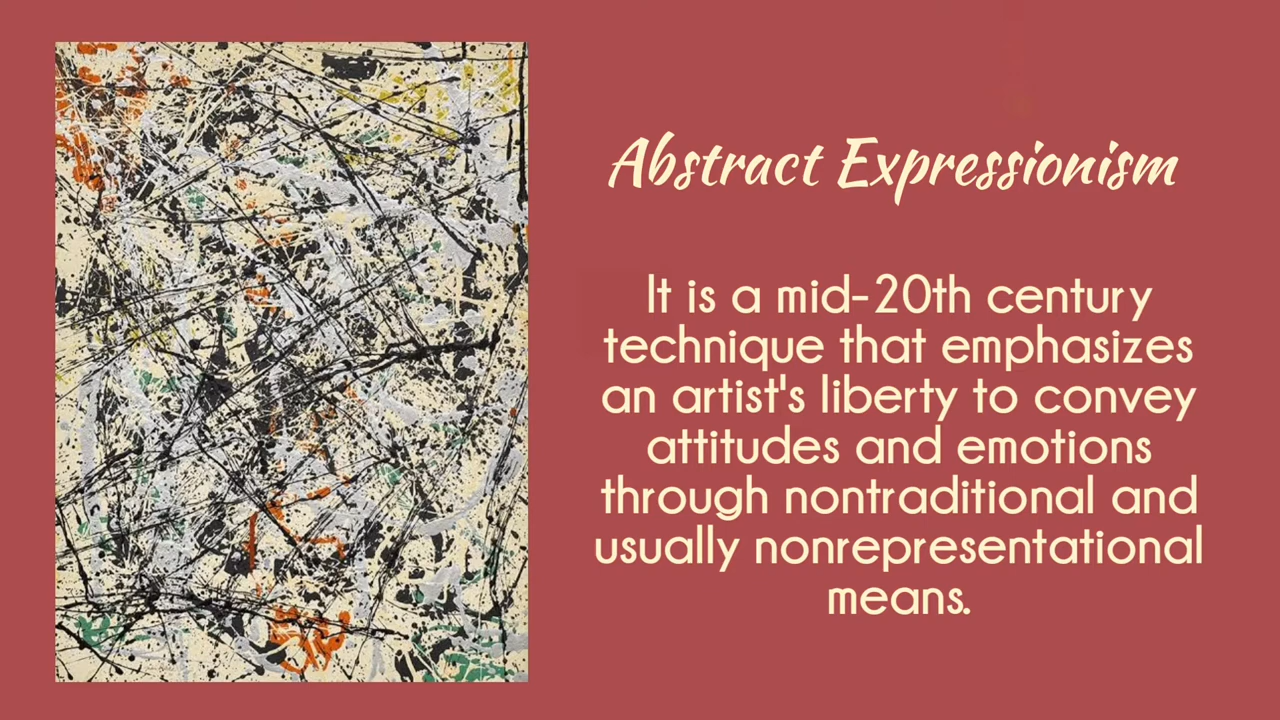 Abstract Expressionism
It is a mid-20th century
technique that emphasizes
an artist's liberty to convey
attitudes and emotions
through nontraditional and
usually nonrepresentational
means.